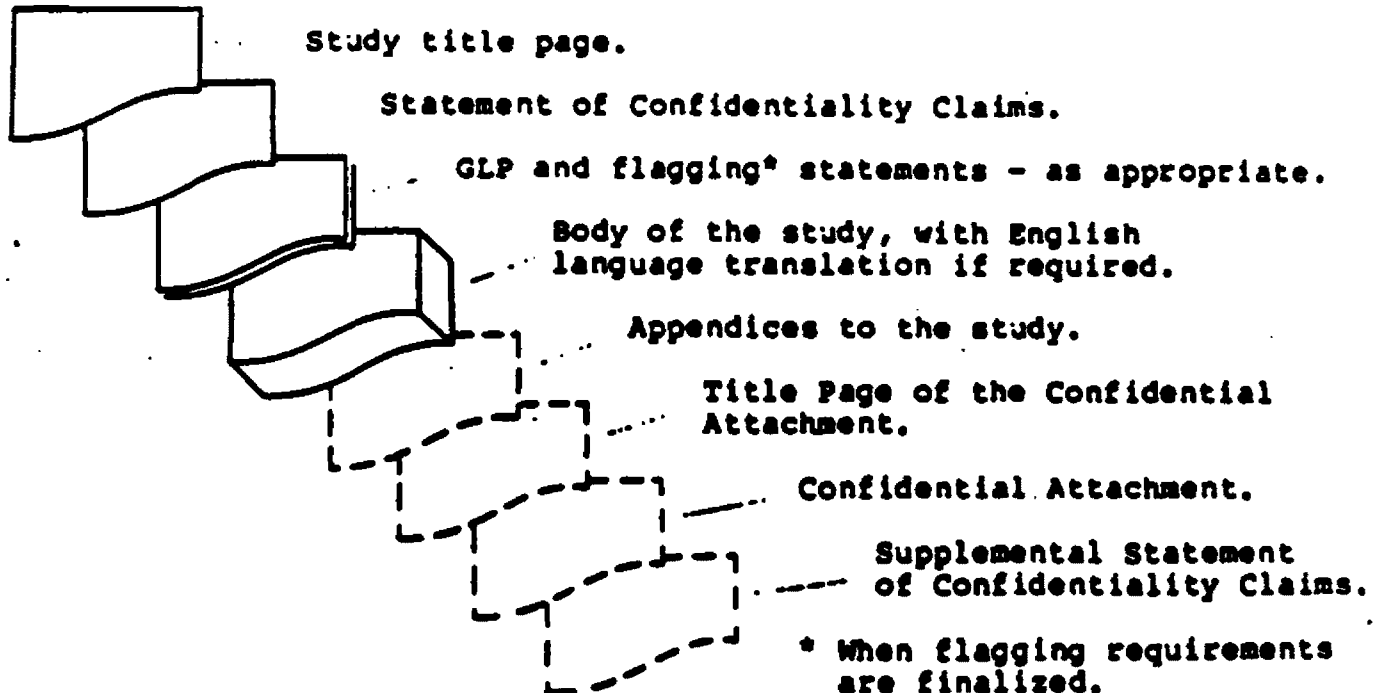 Study title page.
Statement of Confidentiality Claims.
GLP and flagging* statements - as appropriate.
Body of the study, with English
language translation if required.
Appendices to the study.
Title Page of the Confidential
Attachment.
Confidential Attachment.
Supplemental Statement
of Confidentiality Claims.
* When flagging requirements
are finalized.